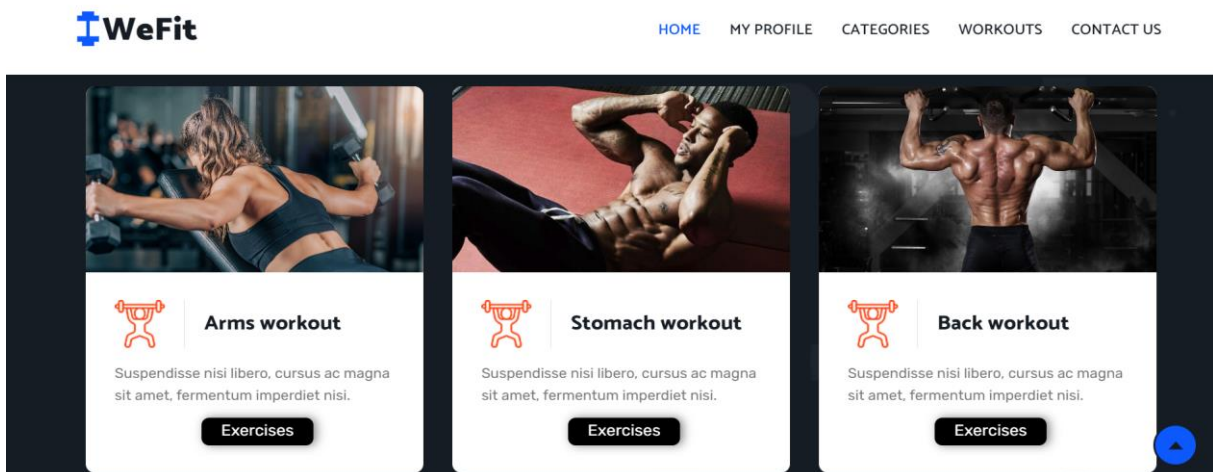 WeFit
HOME MY PROFILE CATEGORIES WORKOUTS CONTACT US
Arms workout
Suspendisse nisi libero, cursus ac magna
sit amet, fermentum imperdiet nisi.
Exercises
Stomach workout
Suspendisse nisi libero, cursus ac magna
sit amet, fermentum imperdiet nisi.
Exercises
Back workout
Suspendisse nisi libero, cursus ac magna
sit amet, fermentum imperdiet nisi.
Exercises